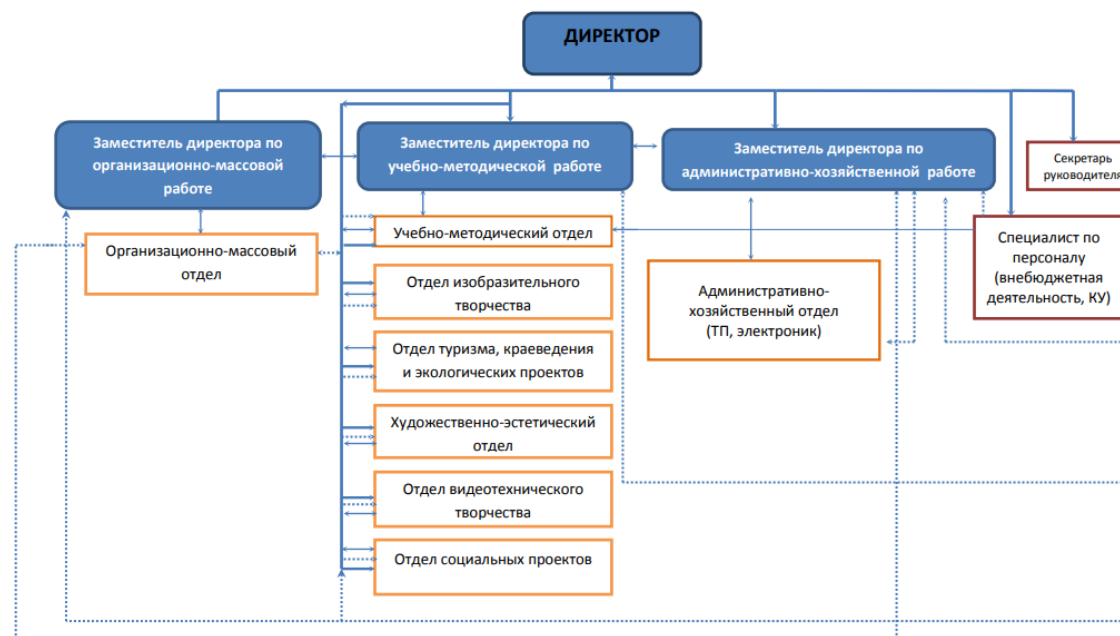 ДИРЕКТОР
Заместитель директора по
организационно-массовой
работе
Заместитель директора по
учебно-методической работе
Заместитель директора по
административно-хозяйственной работе
Секретарь
руководителя
Организационно-массовый
отдел
Учебно-методический отдел
Отдел изобразительного
творчества
Отдел туризма, краеведения
и экологических проектов
Художественно-эстетический
отдел
Отдел видеотехнического
творчества
Отдел социальных проектов
Административно-
хозяйственный отдел
(ТП, электроник)
Специалист по
персоналу
(внебюджетная
деятельность, КУ)